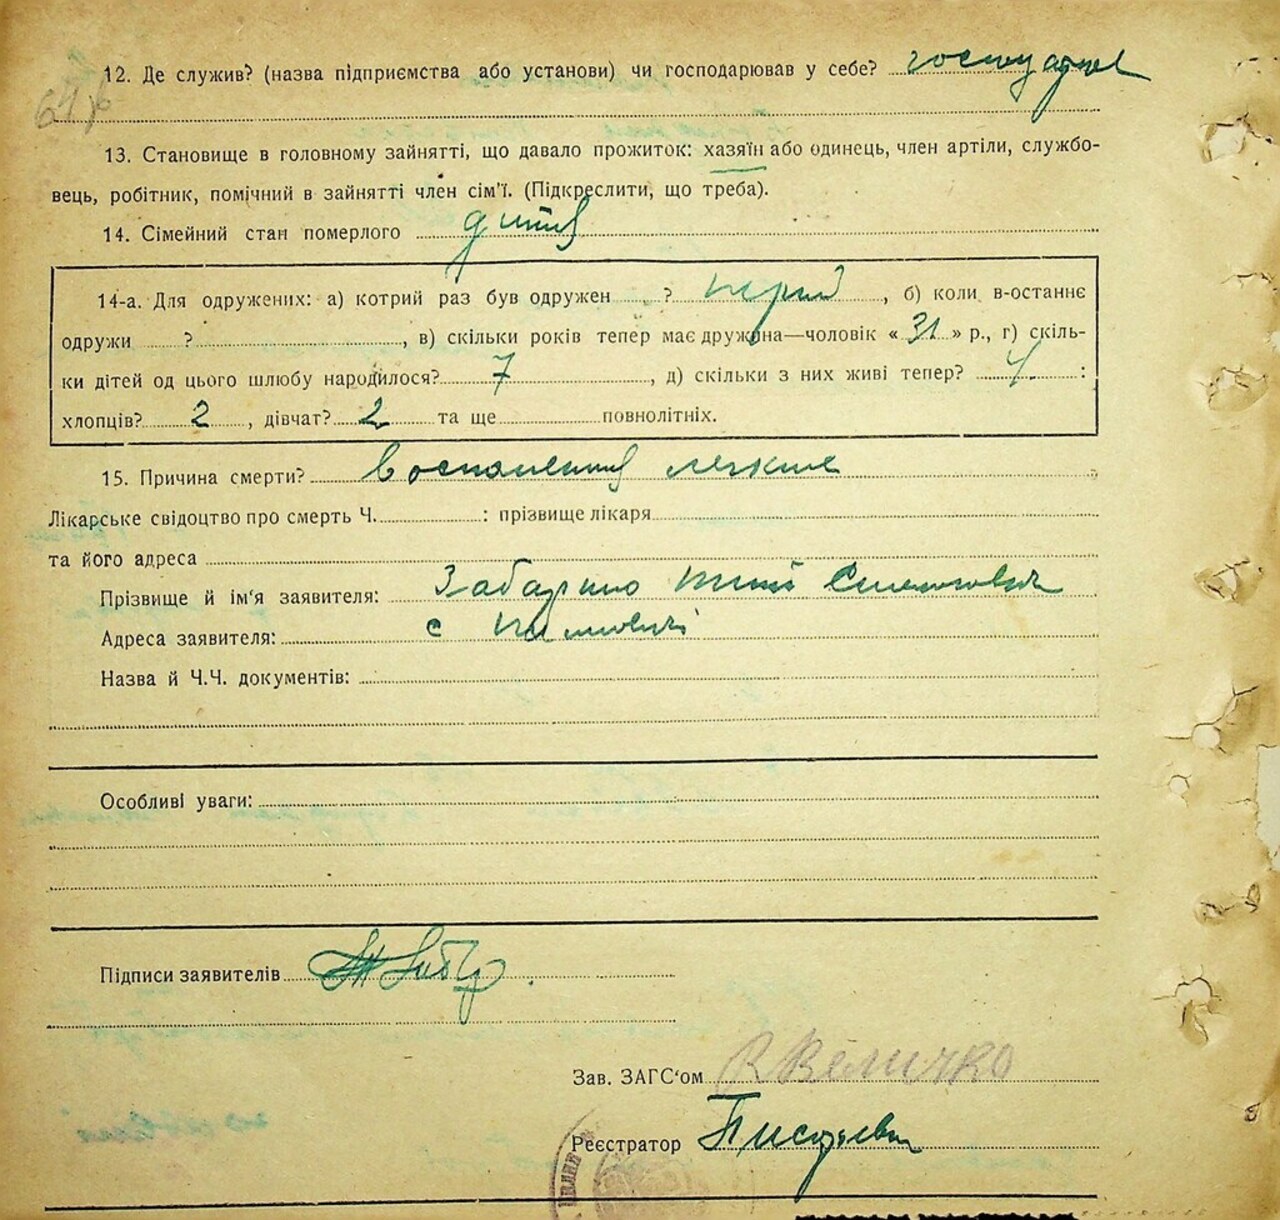 12. Де служив? (назва підприємства або установи) чи господарював у себе?
13. Становище в головному зайнятті, що давало прожиток: хазяїн або одинець, член артіли, службо-
вець, робітник, помічний в зайнятті член сім'ї. (Підкреслити, що треба).
14. Сімейний стан померлого
14-а. Для одружених: а) котрий раз був одружен ? перий, б) коли в-останнє
одружи ?, в) скільки років тепер має дружина—чоловік «31» р., г) скіль-
ки дітей од цього шлюбу народилося? 7, д) скільки з них живі тепер? 4 :
хлопців? 2, дівчат? 2 та ще повнолітніх.
15. Причина смерти? воспаления легкие
Лікарське свідоцтво про смерть Ч. : прізвище лікаря
та його адреса
Прізвище й ім'я заявителя:
Адреса заявителя: с
Назва й Ч.Ч. документів:
Особливі уваги:
Підписи заявителів
Зав. ЗАГС'ом Величко
Реєстратор